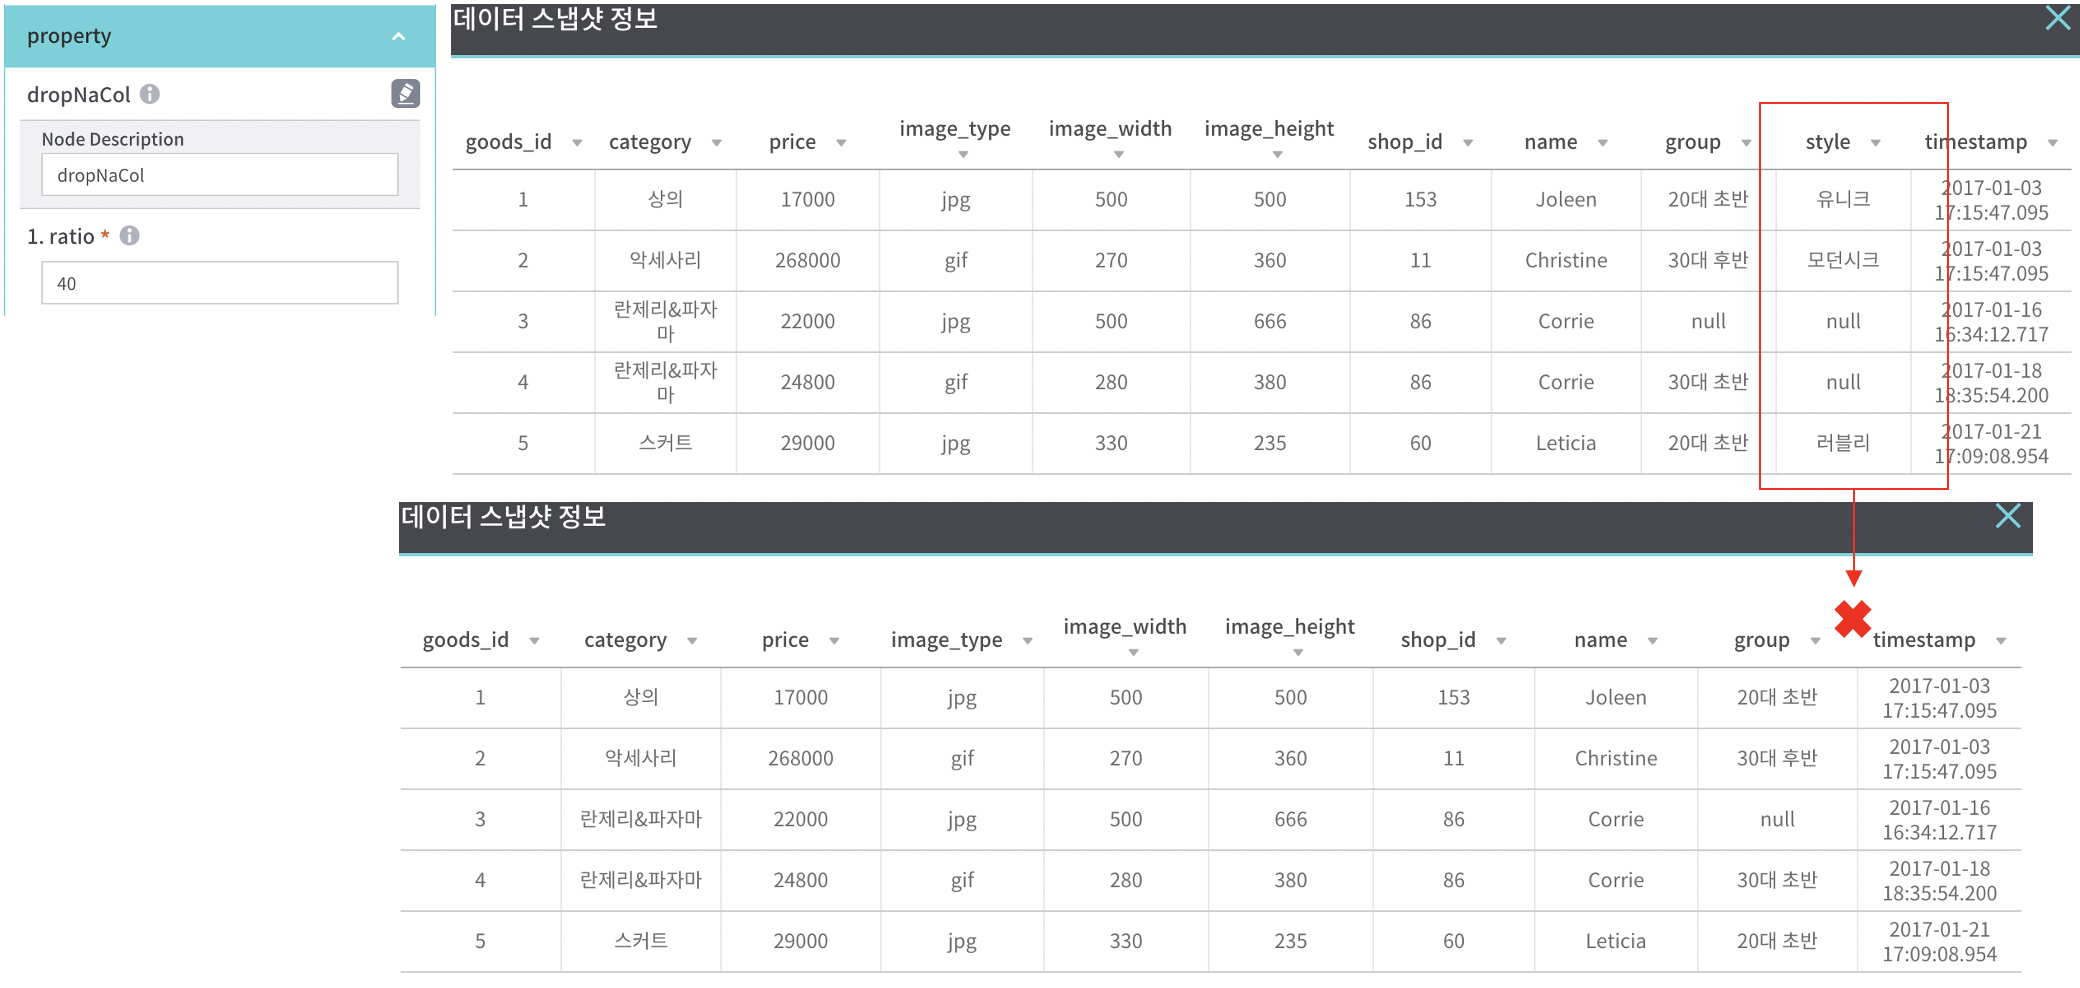 property
dropNaCol
Node Description
dropNaCol
1. ratio *
40
데이터 스냅샷 정보
goods_id category price image_type image_width image_height shop_id name group style timestamp
1 상의 17000 jpg 500 500 153 Joleen 20대 초반 유니크 2017-01-03 17:15:47.095
2 악세사리 268000 gif 270 360 11 Christine 30대 후반 모던시크 2017-01-03 17:15:47.095
3 란제리&파자마 22000 jpg 500 666 86 Corrie null null 2017-01-16 16:34:12.717
4 란제리&파자마 24800 gif 280 380 86 Corrie 30대 초반 null 2017-01-18 18:35:54.200
5 스커트 29000 jpg 330 235 60 Leticia 20대 초반 러블리 2017-01-21 17:09:08.954
데이터 스냅샷 정보
goods_id category price image_type image_width image_height shop_id name group timestamp
1 상의 17000 jpg 500 500 153 Joleen 20대 초반 2017-01-03 17:15:47.095
2 악세사리 268000 gif 270 360 11 Christine 30대 후반 2017-01-03 17:15:47.095
3 란제리&파자마 22000 jpg 500 666 86 Corrie null 2017-01-16 16:34:12.717
4 란제리&파자마 24800 gif 280 380 86 Corrie 30대 초반 2017-01-18 18:35:54.200
5 스커트 29000 jpg 330 235 60 Leticia 20대 초반 2017-01-21 17:09:08.954